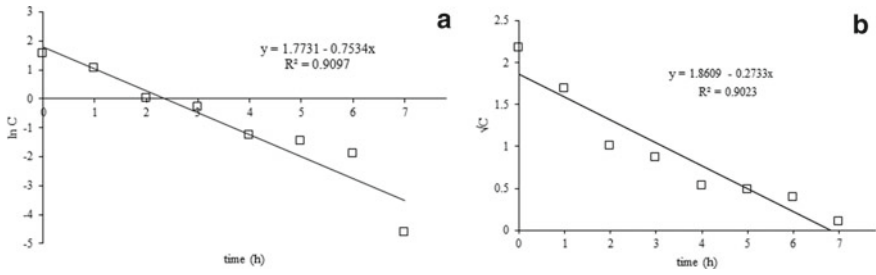 a
y = 1.7731 - 0.7534x
R² = 0.9097
3
2
1
0
-1
-2
-3
-4
-5
0 1 2 3 4 5 6 7
ln C
time (h)
b
y = 1.8609 - 0.2733x
R² = 0.9023
2.5
2
1.5
1
0.5
0
0 1 2 3 4 5 6 7
√C
time (h)